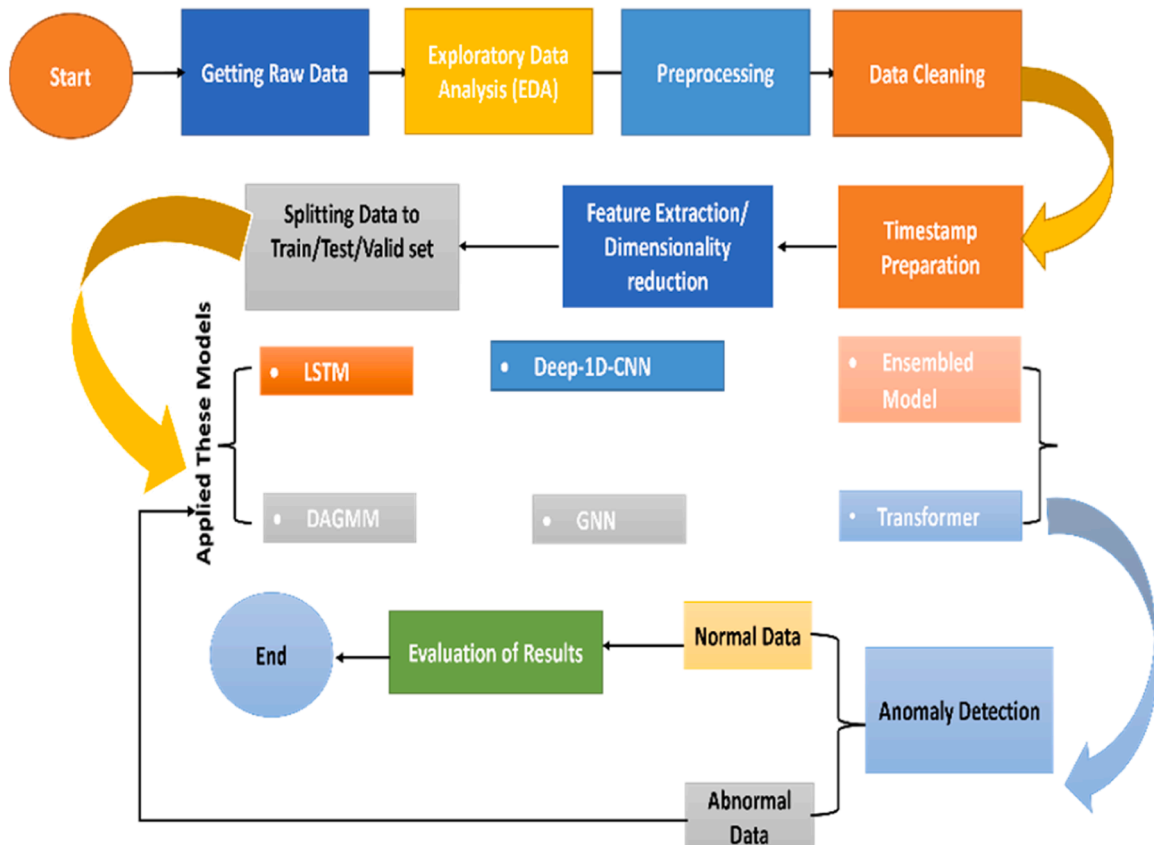 Start
Getting Raw Data
Exploratory Data
Analysis (EDA)
Preprocessing
Data Cleaning
Timestamp
Preparation
Feature Extraction/
Dimensionality
reduction
Splitting Data to
Train/Test/Valid set
Applied These Models
• LSTM
• Deep-1D-CNN
• Ensembled
Model
• DAGMM
• GNN
• Transformer
Anomaly Detection
Normal Data
Abnormal
Data
Evaluation of Results
End